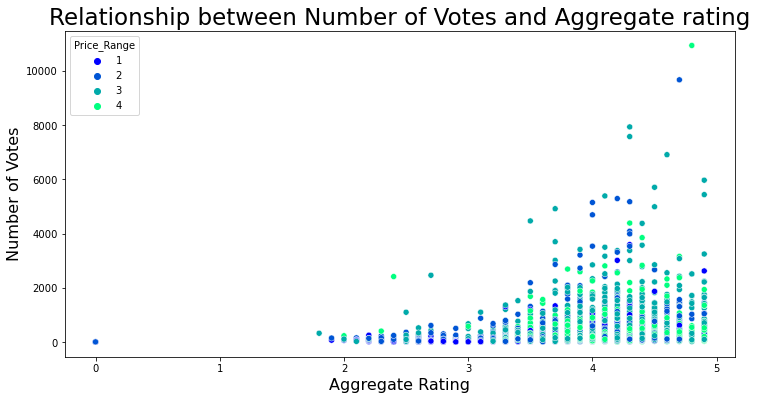 Relationship between Number of Votes and Aggregate rating
Price_Range
1
2
3
4
10000
8000
6000
4000
2000
0
Number of Votes
0 1 2 3 4 5
Aggregate Rating